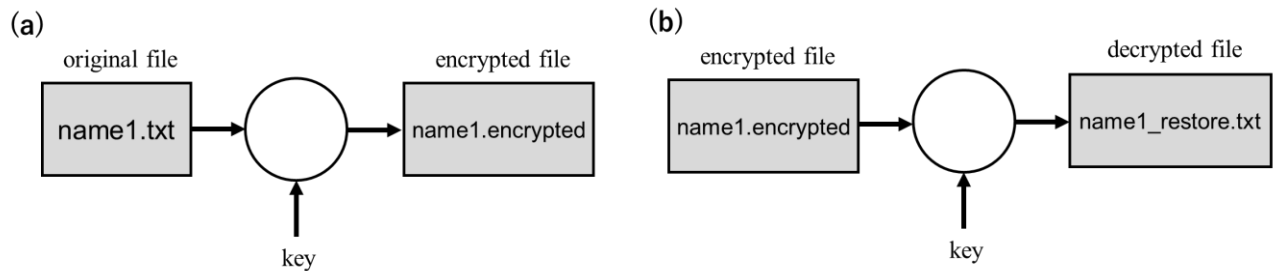 (a)
original file
encrypted file
name1.txt
name1.encrypted
key
(b)
encrypted file
decrypted file
name1.encrypted
name1_restore.txt
key